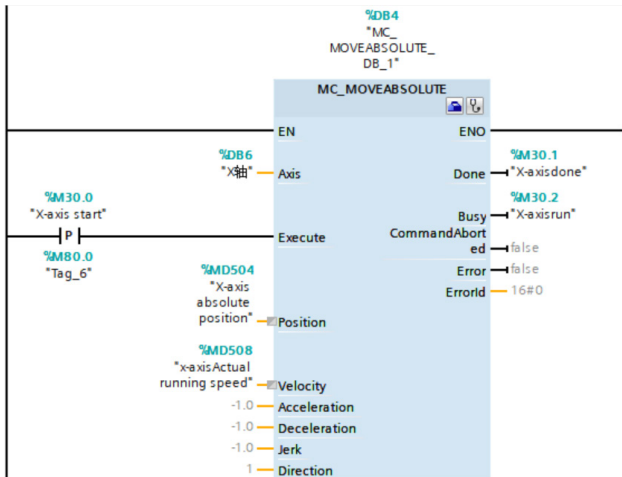 %DB4
"MC_
MOVEABSOLUTE_
DB_1"
MC_MOVEABSOLUTE
EN
ENO
%DB6
"X轴"
Axis
Done
%M30.1
"X-axisdone"
%M30.0
"X-axis start"
P
%M80.0
"Tag_6"
Execute
Busy
%M30.2
"X-axisrun"
CommandAbort
ed
false
Error
false
ErrorId
16#0
%MD504
"X-axis
absolute
position"
Position
%MD508
"x-axisActual
running speed"
Velocity
-1.0
Acceleration
-1.0
Deceleration
-1.0
Jerk
1
Direction